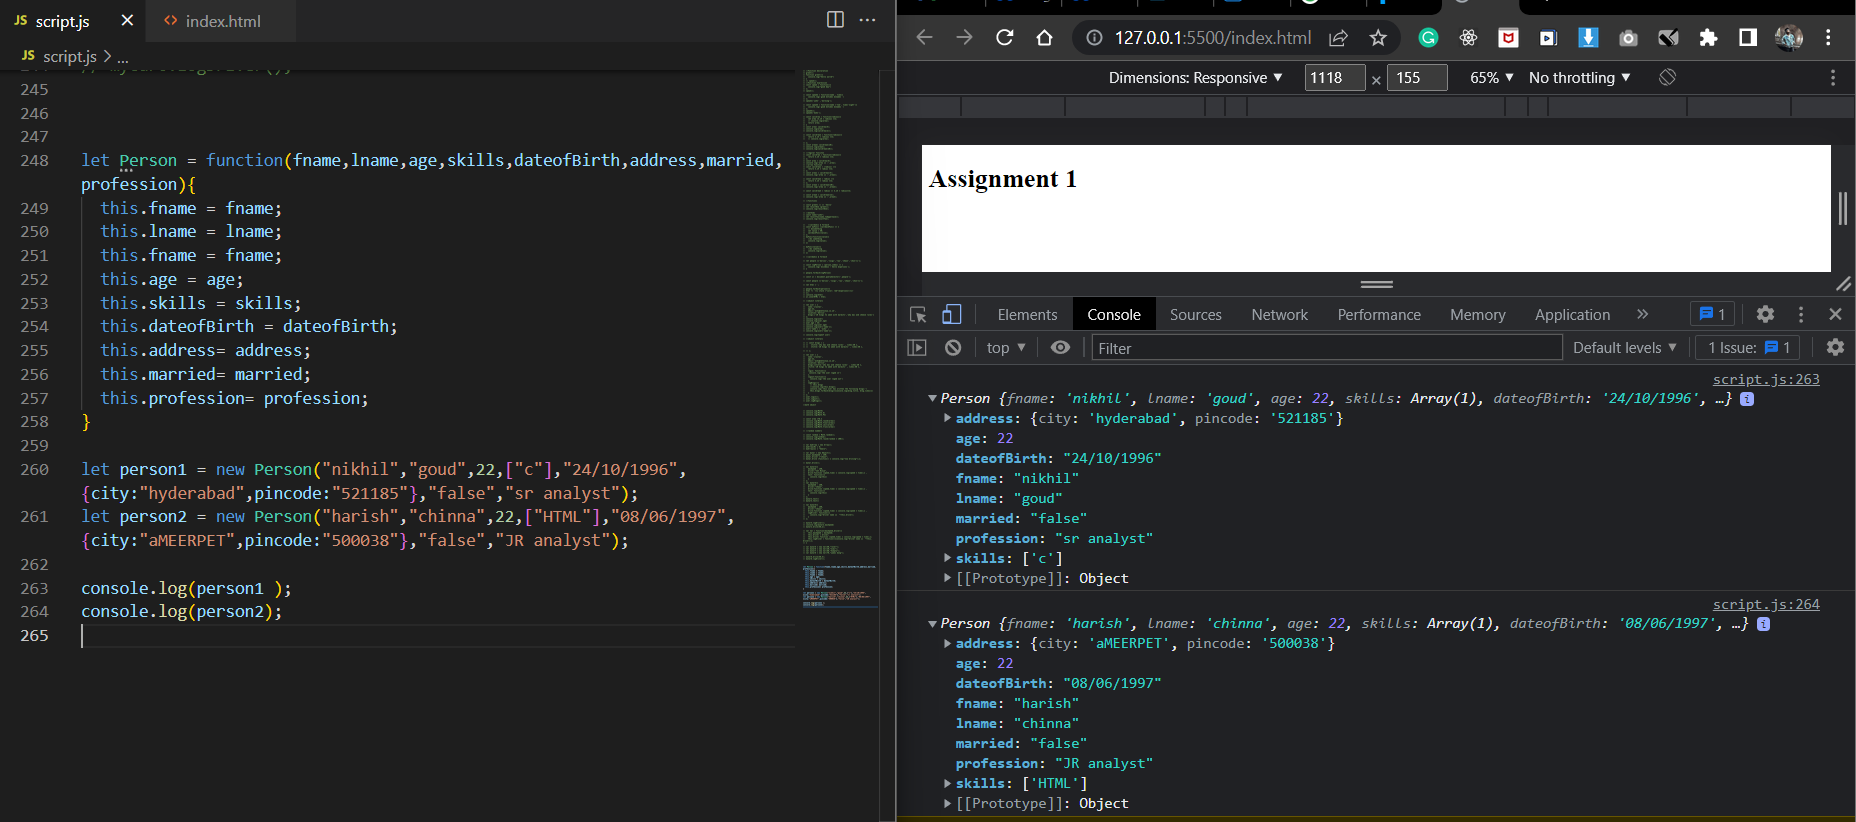 JS script.js × <> index.html ...
JS script.js > ...
245
246
247
248 let Person = function(fname,lname,age,skills,dateofBirth,address,married,
profession){
249 this.fname = fname;
250 this.lname = lname;
251 this.fname = fname;
252 this.age = age;
253 this.skills = skills;
254 this.dateofBirth = dateofBirth;
255 this.address= address;
256 this.married= married;
257 this.profession= profession;
258 }
259
260 let person1 = new Person("nikhil","goud",22,["c"],"24/10/1996",
{city:"hyderabad",pincode:"521185"},"false","sr analyst");
261 let person2 = new Person("harish","chinna",22,["HTML"],"08/06/1997",
{city:"aMEERPET",pincode:"500038"},"false","JR analyst");
262
263 console.log(person1 );
264 console.log(person2);
265
127.0.0.1:5500/index.html
Dimensions: Responsive ▼ 1118 × 155 65% ▼ No throttling ▼
Assignment 1
Elements Console Sources Network Performance Memory Application » 1
top ▼ Filter Default levels ▼ 1 Issue: 1
script.js:263
▼Person {fname: 'nikhil', lname: 'goud', age: 22, skills: Array(1), dateofBirth: '24/10/1996', …} i
▶address: {city: 'hyderabad', pincode: '521185'}
age: 22
dateofBirth: "24/10/1996"
fname: "nikhil"
lname: "goud"
married: "false"
profession: "sr analyst"
▶skills: ['c']
▶[[Prototype]]: Object
script.js:264
▼Person {fname: 'harish', lname: 'chinna', age: 22, skills: Array(1), dateofBirth: '08/06/1997', …} i
▶address: {city: 'aMEERPET', pincode: '500038'}
age: 22
dateofBirth: "08/06/1997"
fname: "harish"
lname: "chinna"
married: "false"
profession: "JR analyst"
▶skills: ['HTML']
▶[[Prototype]]: Object